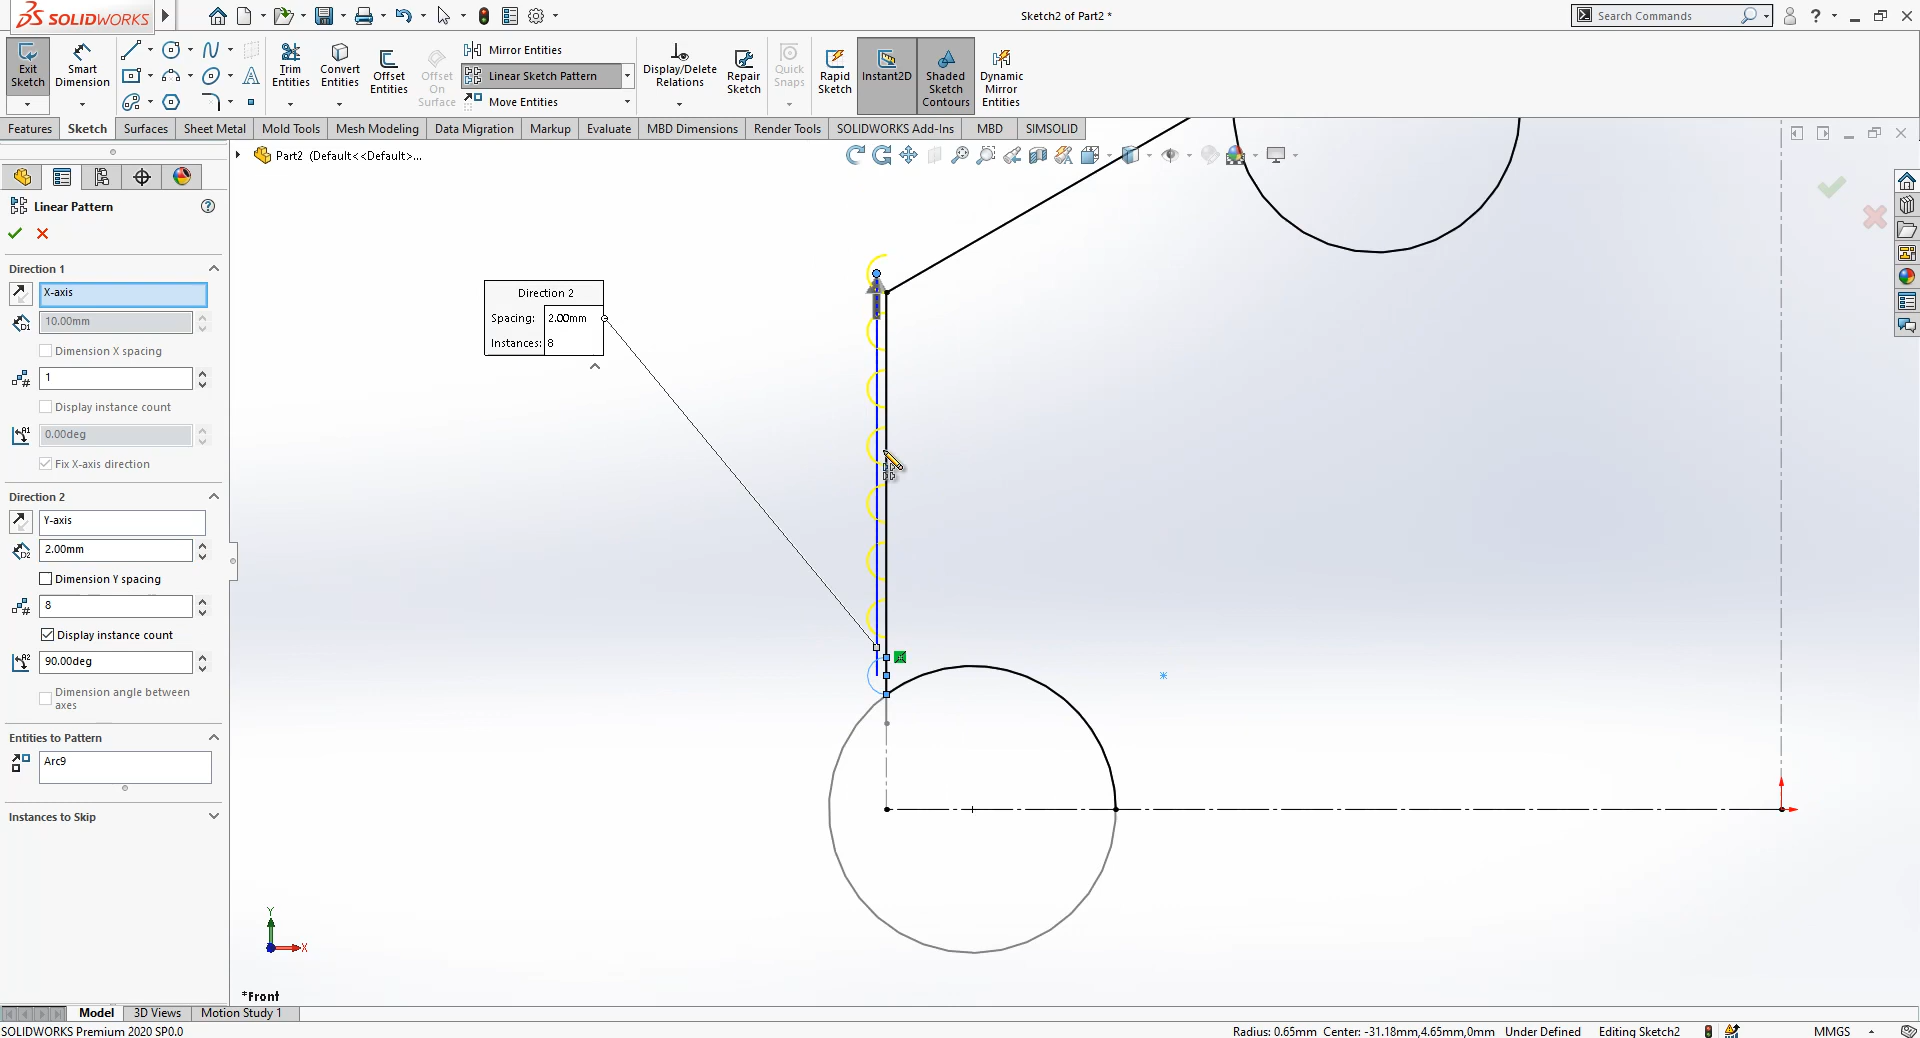 SOLIDWORKS
Sketch2 of Part2 *
Search Commands
?
Exit Sketch
Smart Dimension
Trim Entities
Convert Entities
Offset Entities
Offset On Surface
Mirror Entities
Linear Sketch Pattern
Move Entities
Display/Delete Relations
Repair Sketch
Quick Snaps
Rapid Sketch
Instant2D
Shaded Sketch Contours
Dynamic Mirror Entities
Features
Sketch
Surfaces
Sheet Metal
Mold Tools
Mesh Modeling
Data Migration
Markup
Evaluate
MBD Dimensions
Render Tools
SOLIDWORKS Add-Ins
MBD
SIMSOLID
Part2 (Default<<Default>...
Linear Pattern
?
Direction 1
X-axis
10.00mm
Dimension X spacing
1
Display instance count
0.00deg
Fix X-axis direction
Direction 2
Y-axis
2.00mm
Dimension Y spacing
8
Display instance count
90.00deg
Dimension angle between
axes
Entities to Pattern
Arc9
Instances to Skip
Direction 2
Spacing: 2.00mm
Instances: 8
Y
X
*Front
Model
3D Views
Motion Study 1
SOLIDWORKS Premium 2020 SP0.0
Radius: 0.65mm Center: -31.18mm,4.65mm,0mm
Under Defined
Editing Sketch2
MMGS